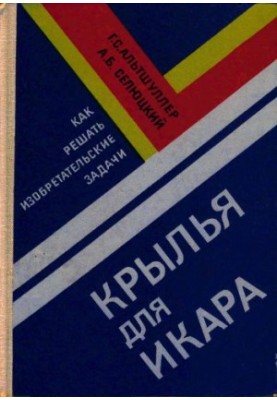 Г.С.АЛЬТШУЛЛЕР
А.Б.СЕЛЮЦКИЙ
КАК
РЕШАТЬ
ИЗОБРЕТАТЕЛЬСКИЕ
ЗАДАЧИ
КРЫЛЬЯ
ДЛЯ
ИКАРА